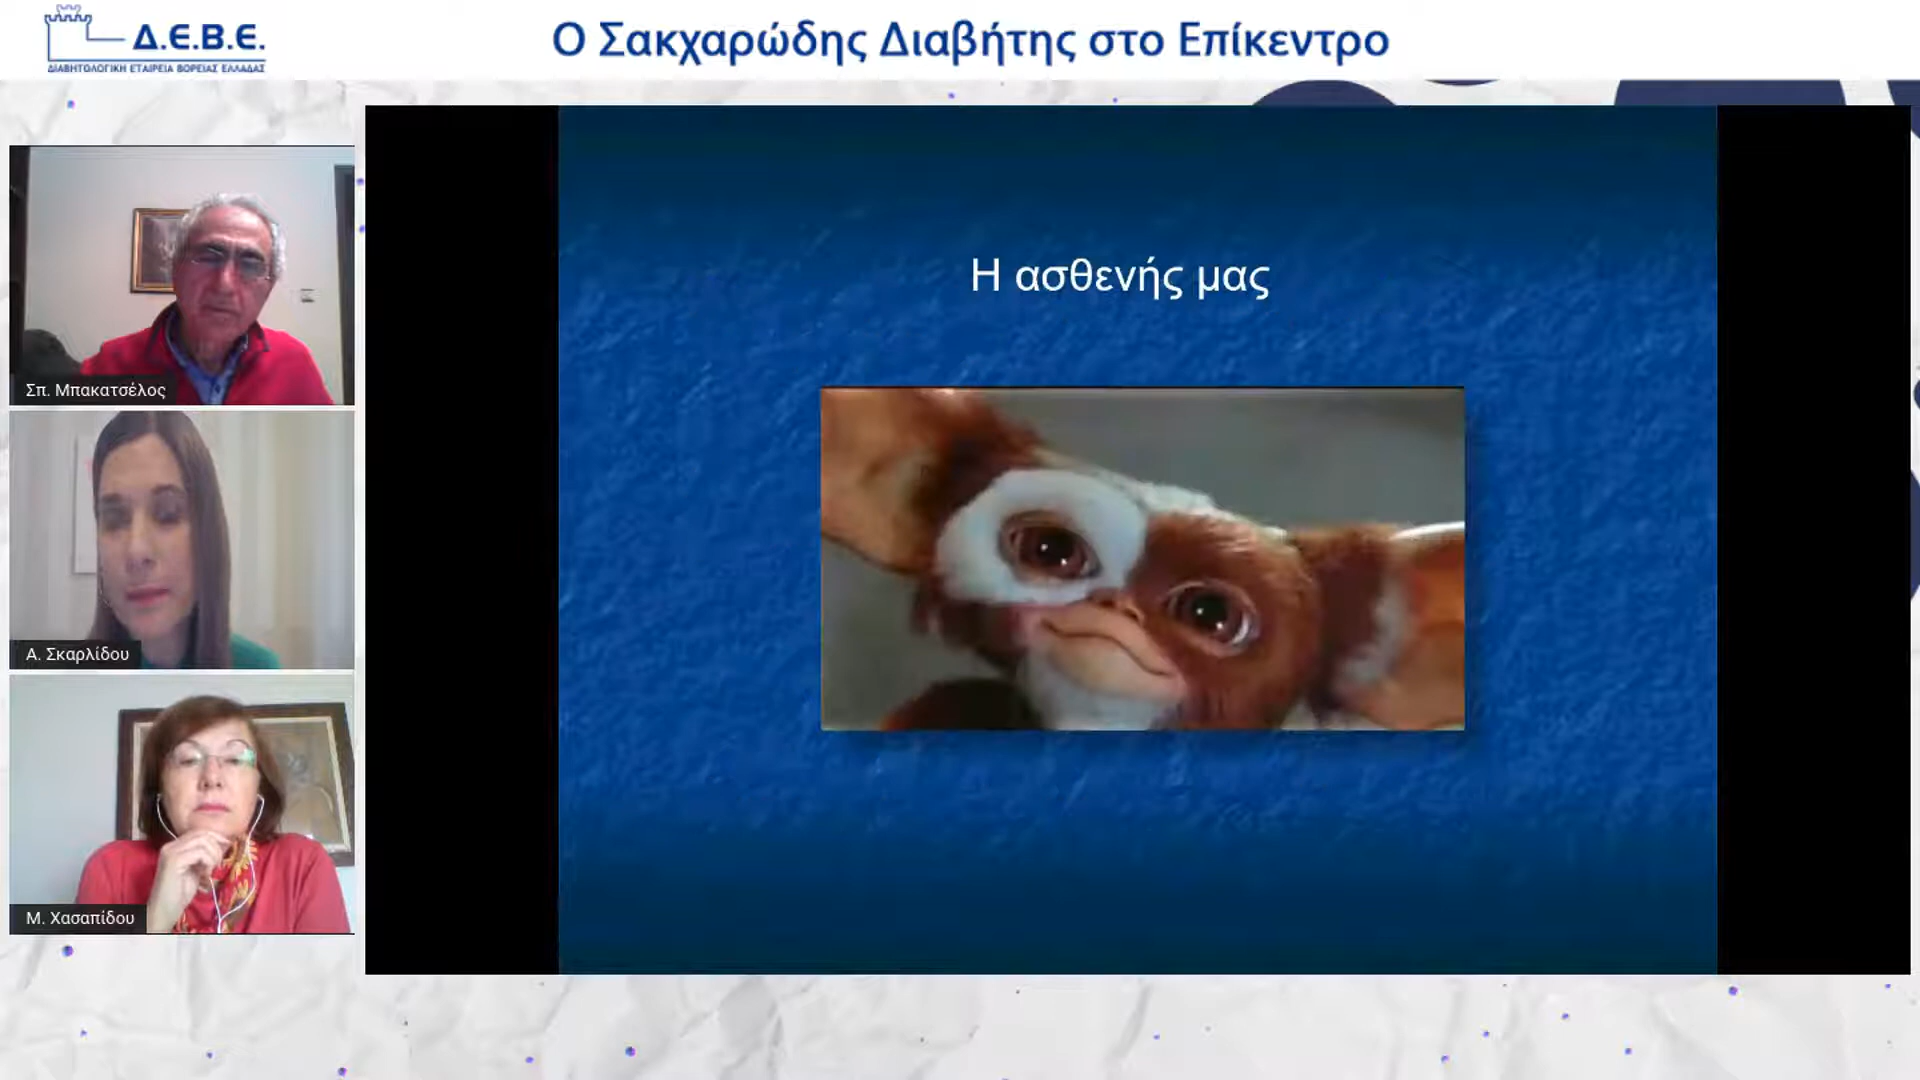 Δ.Ε.Β.Ε.
ΔΙΑΒΗΤΟΛΟΓΙΚΗ ΕΤΑΙΡΕΙΑ ΒΟΡΕΙΑΣ ΕΛΛΑΔΑΣ
Ο Σακχαρώδης Διαβήτης στο Επίκεντρο
Η ασθενής μας
Σπ. Μπακατσέλος
Α. Σκαρλίδου
Μ. Χασαπίδου